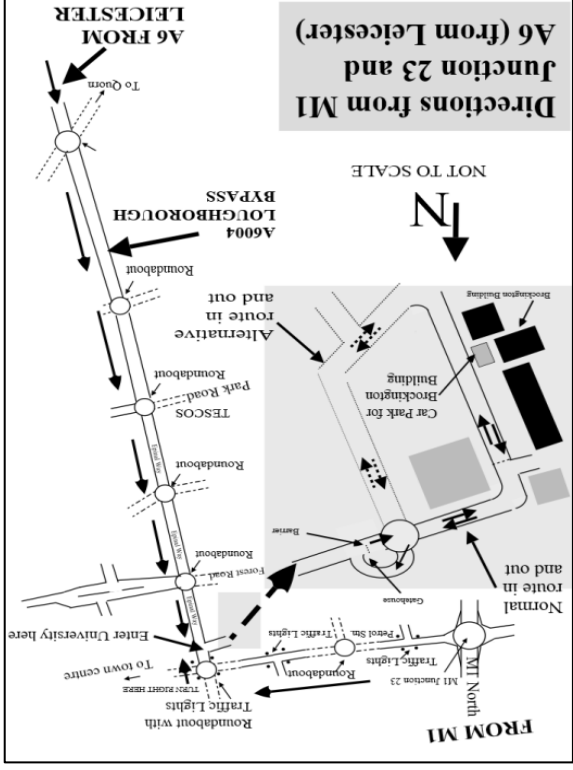 FROM M1
M1 North
M1 Junction 23
Traffic Lights
Petrol Stn.
Roundabout
Traffic Lights
Roundabout with
Traffic Lights
TURN RIGHT HERE
To Town centre
Enter University here
Normal
route in
and out
Gatehouse
Barrier
Epinal Way
Forest Road
Roundabout
Epinal Way
Roundabout
Epinal Way
TESCOS
Park Road
Roundabout
Car Park for
Brockington
Building
Brockington Building
Alternative
route in
and out
Roundabout
A6004
LOUGHBOROUGH
BYPASS
N
NOT TO SCALE
To Quorn
Directions from M1
Junction 23 and
A6 (from Leicester)
A6 FROM
LEICESTER